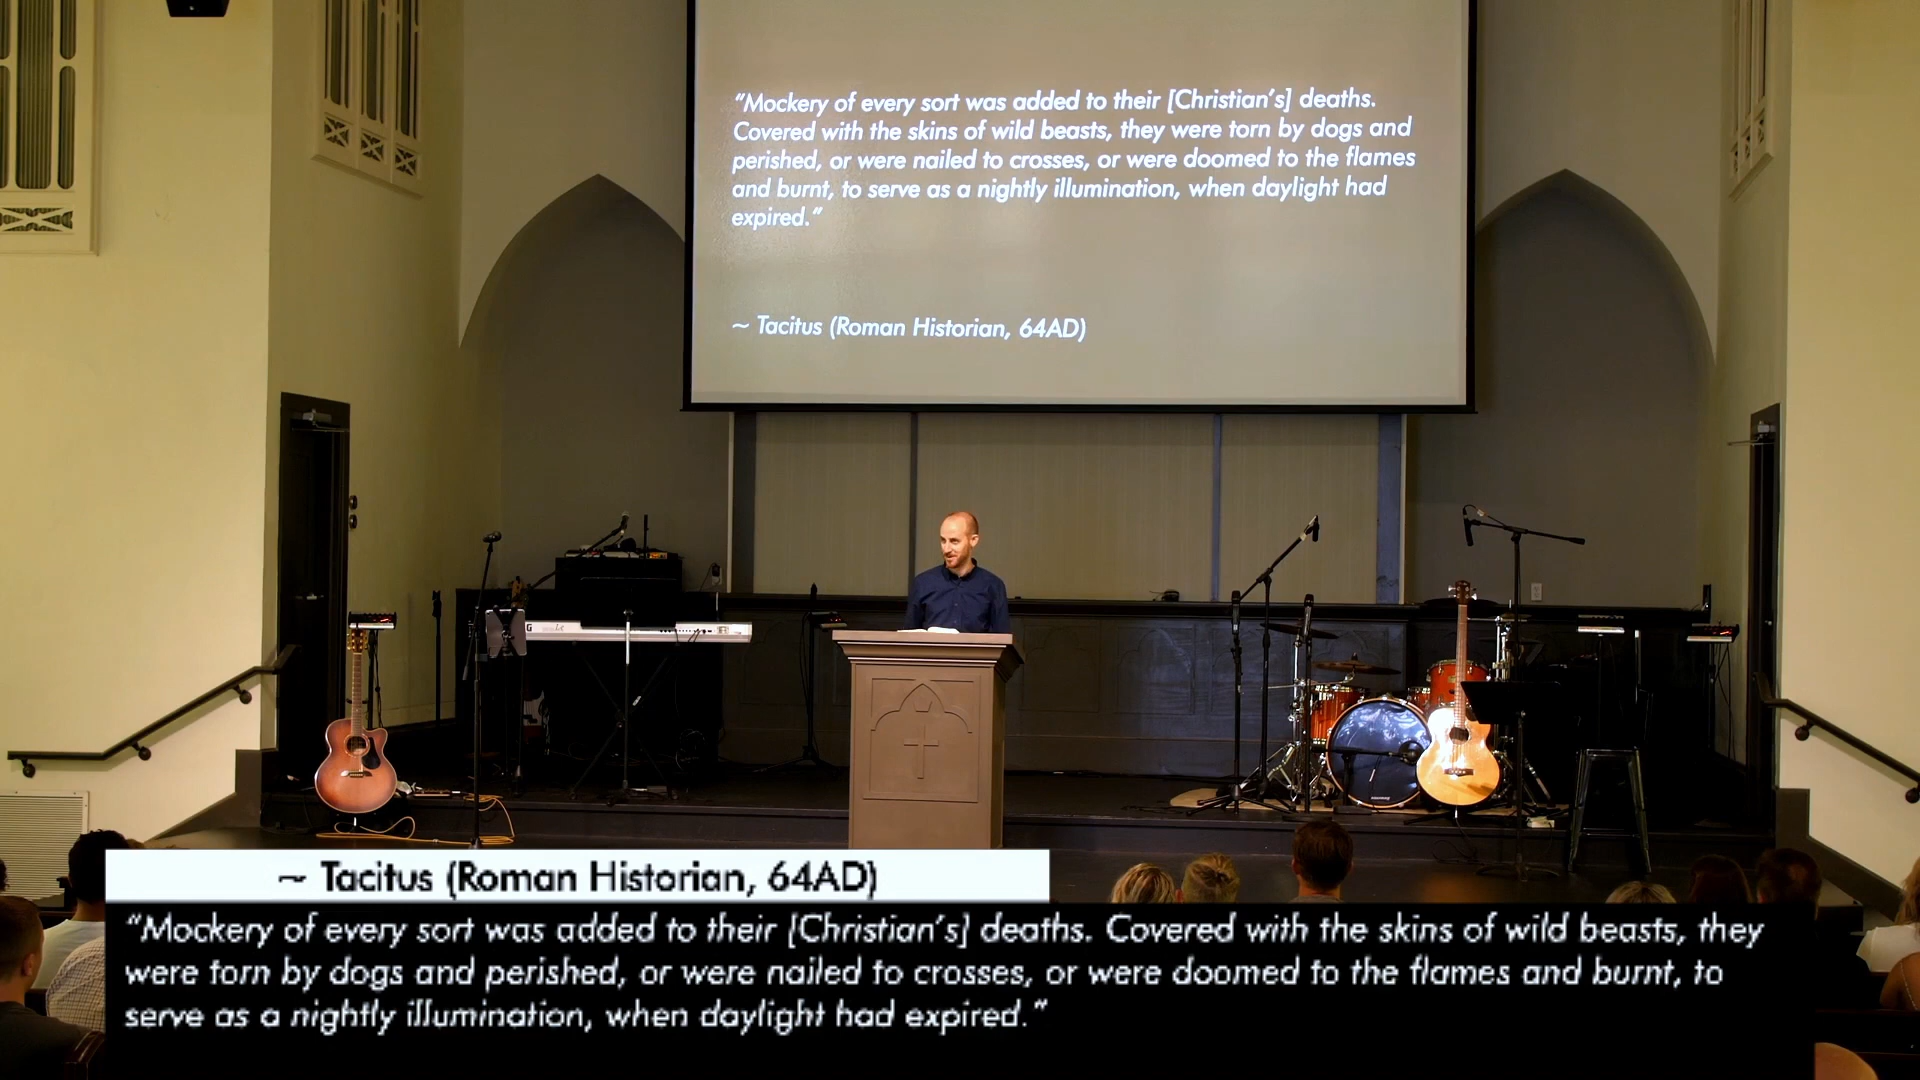 “Mockery of every sort was added to their [Christian’s] deaths.
Covered with the skins of wild beasts, they were torn by dogs and
perished, or were nailed to crosses, or were doomed to the flames
and burnt, to serve as a nightly illumination, when daylight had
expired.”
~ Tacitus (Roman Historian, 64AD)
~ Tacitus (Roman Historian, 64AD)
“Mockery of every sort was added to their [Christian’s] deaths. Covered with the skins of wild beasts, they
were torn by dogs and perished, or were nailed to crosses, or were doomed to the flames and burnt, to
serve as a nightly illumination, when daylight had expired.”